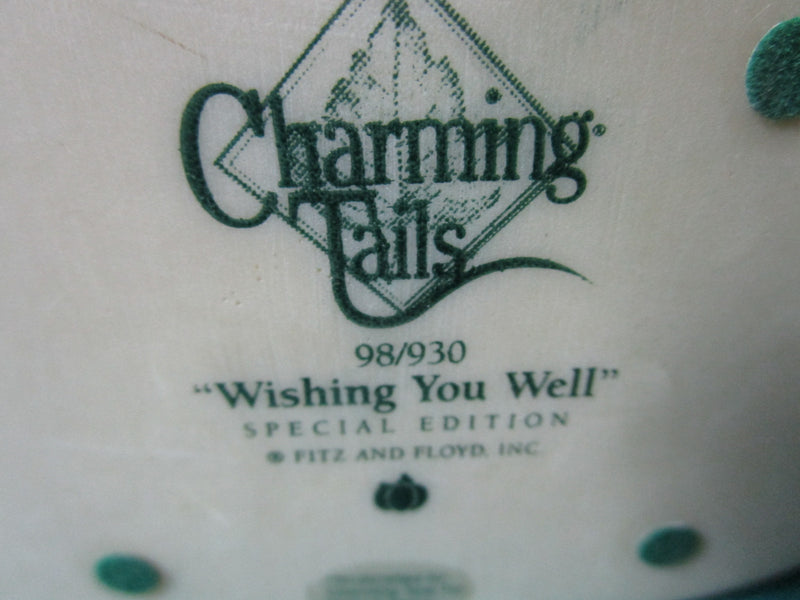 Charming®
Tails
98/930
"Wishing You Well"
SPECIAL EDITION
® FITZ AND FLOYD, INC.